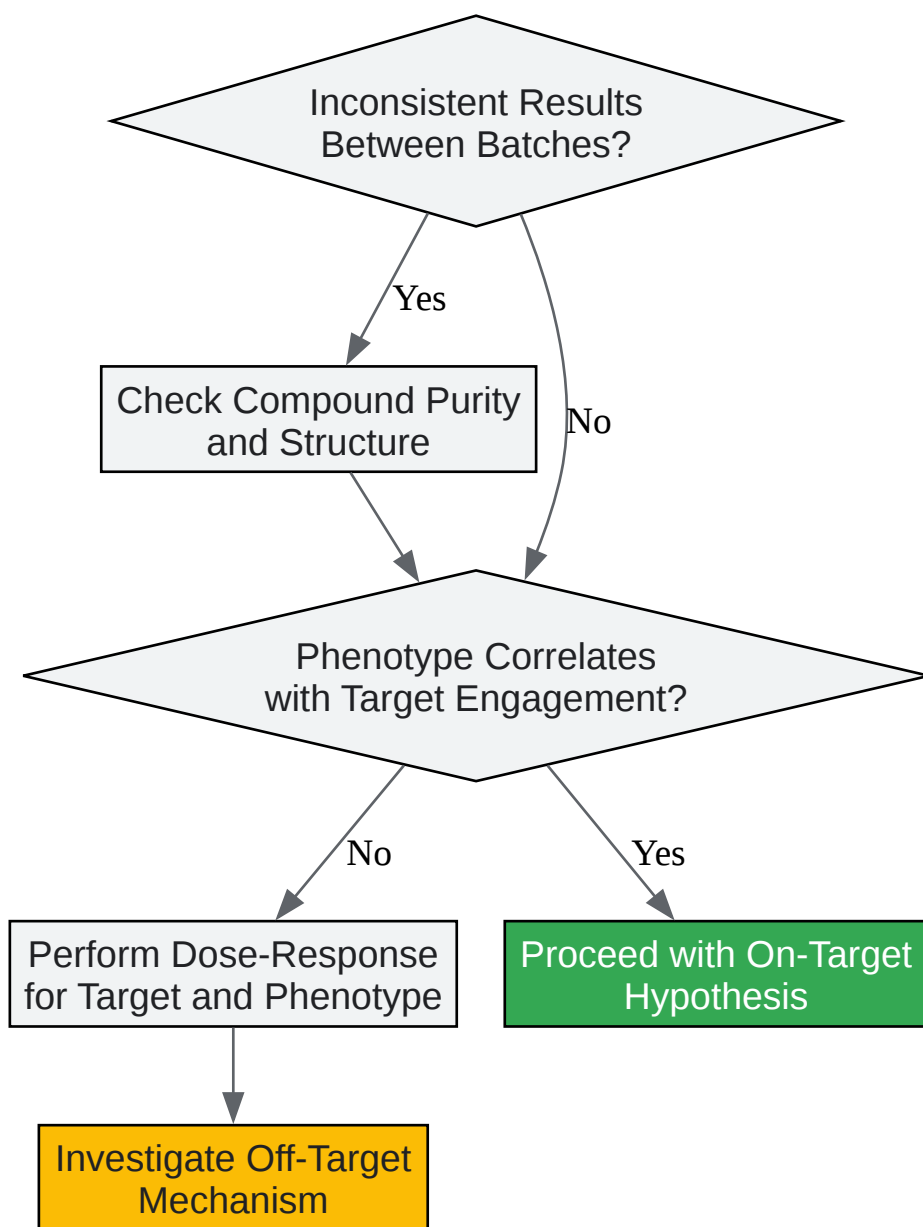 Inconsistent Results
Between Batches?
Yes
Check Compound Purity
and Structure
No
Phenotype Correlates
with Target Engagement?
No
Yes
Perform Dose-Response
for Target and Phenotype
Proceed with On-Target
Hypothesis
Investigate Off-Target
Mechanism